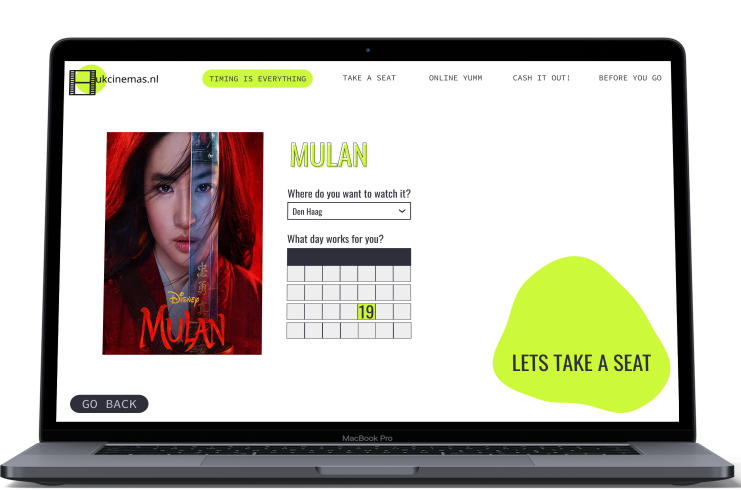 ukcinemas.nl
TIMING IS EVERYTHING
TAKE A SEAT
ONLINE YUMM
CASH IT OUT!
BEFORE YOU GO
MULAN
Where do you want to watch it?
Den Haag
What day works for you?
19
DISNEY
MULAN
LETS TAKE A SEAT
GO BACK
MacBook Pro